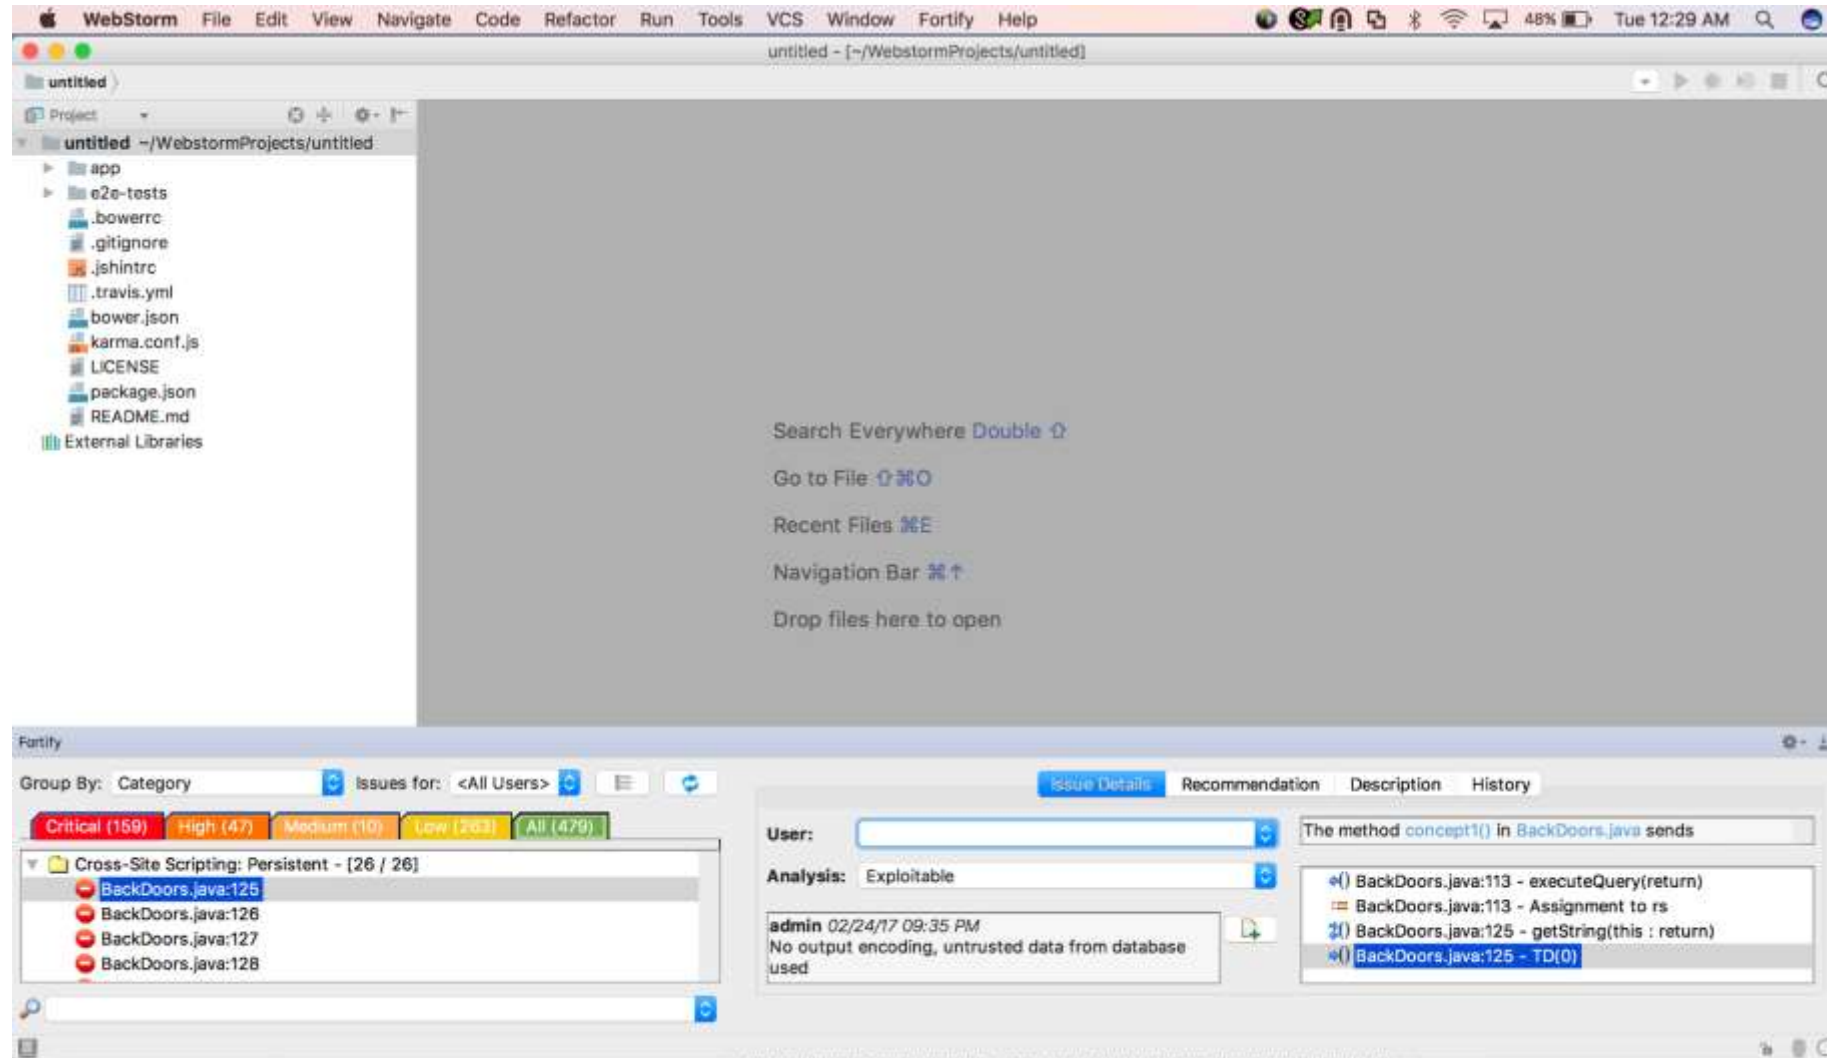 WebStorm File Edit View Navigate Code Refactor Run Tools VCS Window Fortify Help 48% Tue 12:29 AM
untitled - [~/WebstormProjects/untitled]
untitled
Project
untitled ~/WebstormProjects/untitled
app
e2e-tests
.bowerrc
.gitignore
.jshintrc
.travis.yml
bower.json
karma.conf.js
LICENSE
package.json
README.md
External Libraries
Search Everywhere Double ⇧
Go to File ⇧⌘O
Recent Files ⌘E
Navigation Bar ⌘↑
Drop files here to open
Fortify
Group By: Category Issues for: <All Users>
Critical (159) High (47) Medium (10) Low (263) All (479)
Cross-Site Scripting: Persistent - [26 / 26]
BackDoors.java:125
BackDoors.java:126
BackDoors.java:127
BackDoors.java:128
Issue Details Recommendation Description History
User:
Analysis: Exploitable
admin 02/24/17 09:35 PM
No output encoding, untrusted data from database
used
The method concept1() in BackDoors.java sends
BackDoors.java:113 - executeQuery(return)
BackDoors.java:113 - Assignment to rs
BackDoors.java:125 - getString(this : return)
BackDoors.java:125 - TD(0)